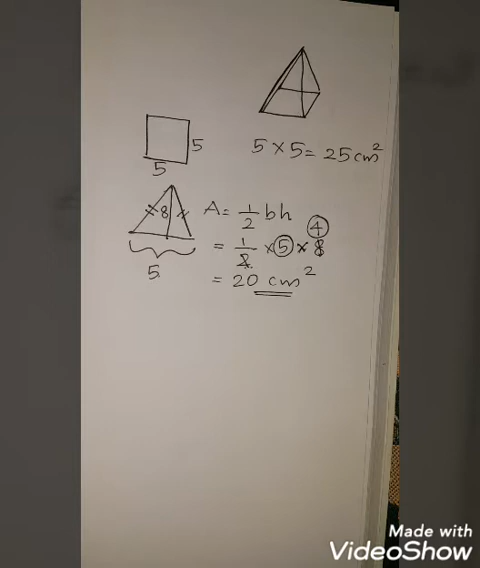 5
5
5 × 5 = 25 cm²
8
5
A = 1/2 bh
4
= 1/2 × 5 × 8
= 20 cm²
Made with
VideoShow